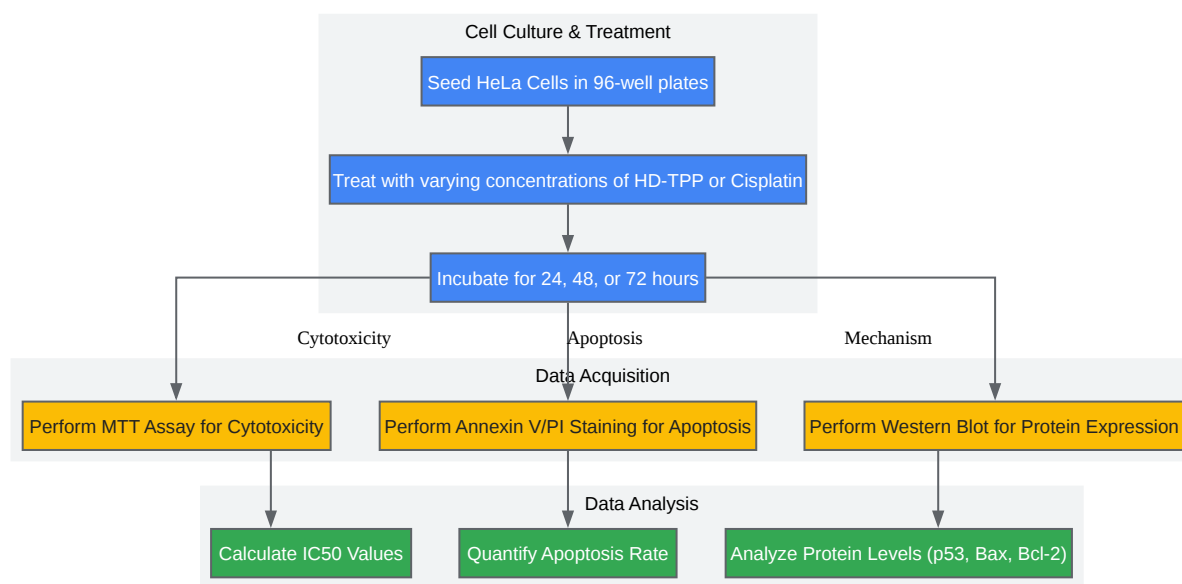 Cell Culture & Treatment
Seed HeLa Cells in 96-well plates
Treat with varying concentrations of HD-TPP or Cisplatin
Incubate for 24, 48, or 72 hours
Cytotoxicity
Apoptosis
Mechanism
Data Acquisition
Perform MTT Assay for Cytotoxicity
Perform Annexin V/PI Staining for Apoptosis
Perform Western Blot for Protein Expression
Data Analysis
Calculate IC50 Values
Quantify Apoptosis Rate
Analyze Protein Levels (p53, Bax, Bcl-2)